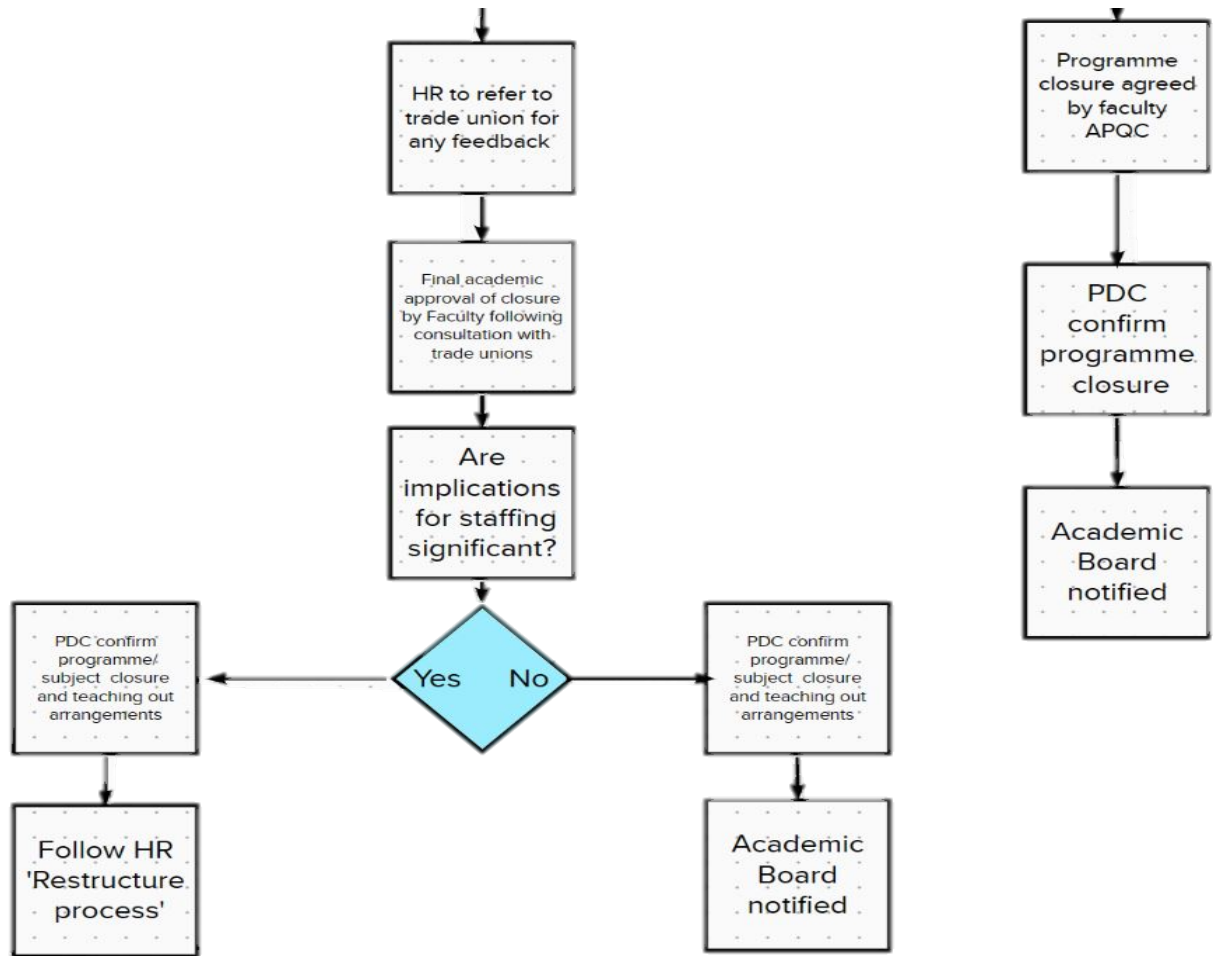 HR to refer to
trade union for
any feedback
Final academic
approval of closure
by Faculty following
consultation with
trade unions
Are
implications
for staffing
significant?
Yes
No
PDC confirm
programme/
subject closure
and teaching out
arrangements
Follow HR
'Restructure
process'
PDC confirm
programme/
subject closure
and teaching out
arrangements
Academic
Board
notified
Programme
closure agreed
by faculty
APQC
PDC
confirm
programme
closure
Academic
Board
notified